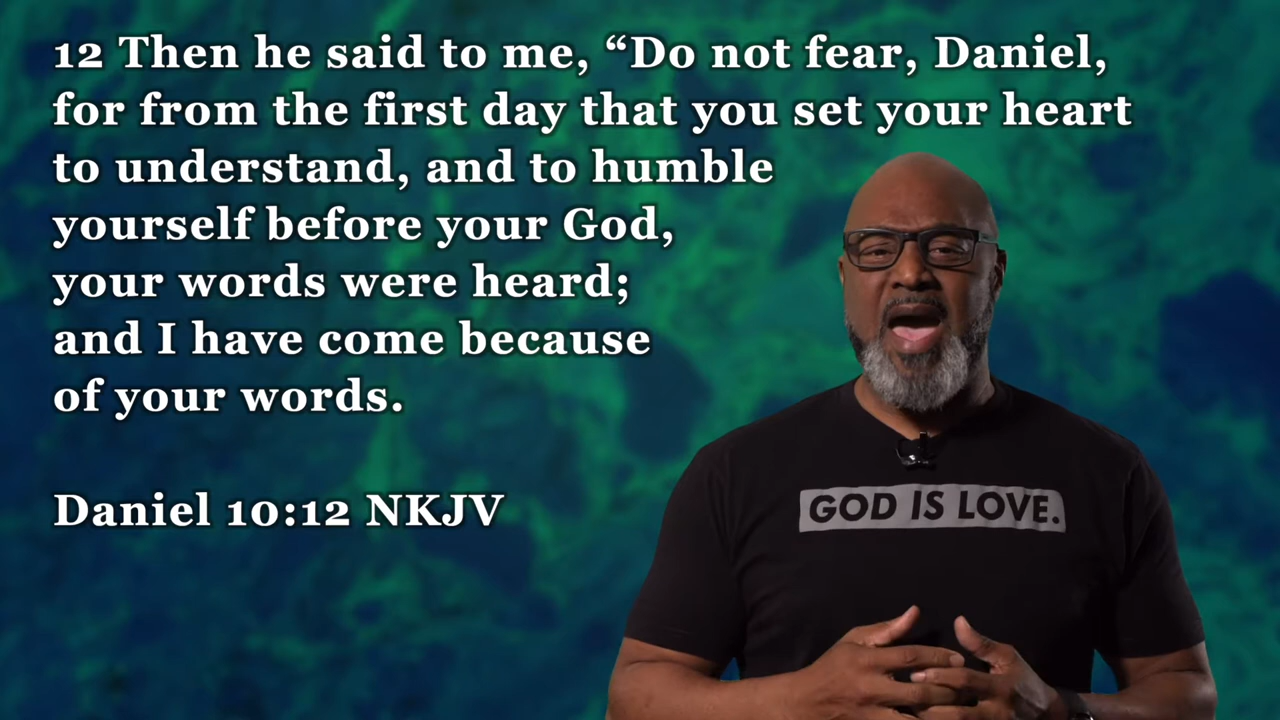 12 Then he said to me, “Do not fear, Daniel,
for from the first day that you set your heart
to understand, and to humble
yourself before your God,
your words were heard;
and I have come because
of your words.
Daniel 10:12 NKJV
GOD IS LOVE.